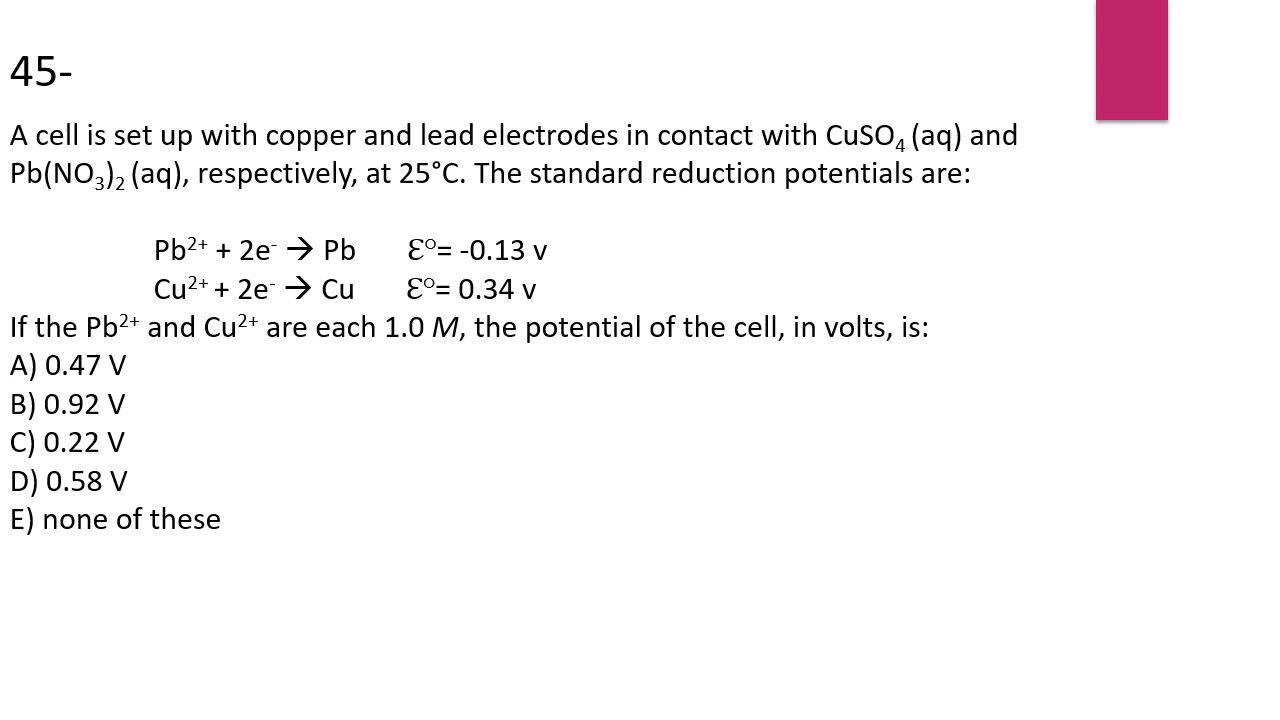 45-
A cell is set up with copper and lead electrodes in contact with CuSO₄ (aq) and
Pb(NO₃)₂ (aq), respectively, at 25°C. The standard reduction potentials are:
Pb²⁺ + 2e⁻ → Pb ℰ°= -0.13 v
Cu²⁺ + 2e⁻ → Cu ℰ°= 0.34 v
If the Pb²⁺ and Cu²⁺ are each 1.0 M, the potential of the cell, in volts, is:
A) 0.47 V
B) 0.92 V
C) 0.22 V
D) 0.58 V
E) none of these